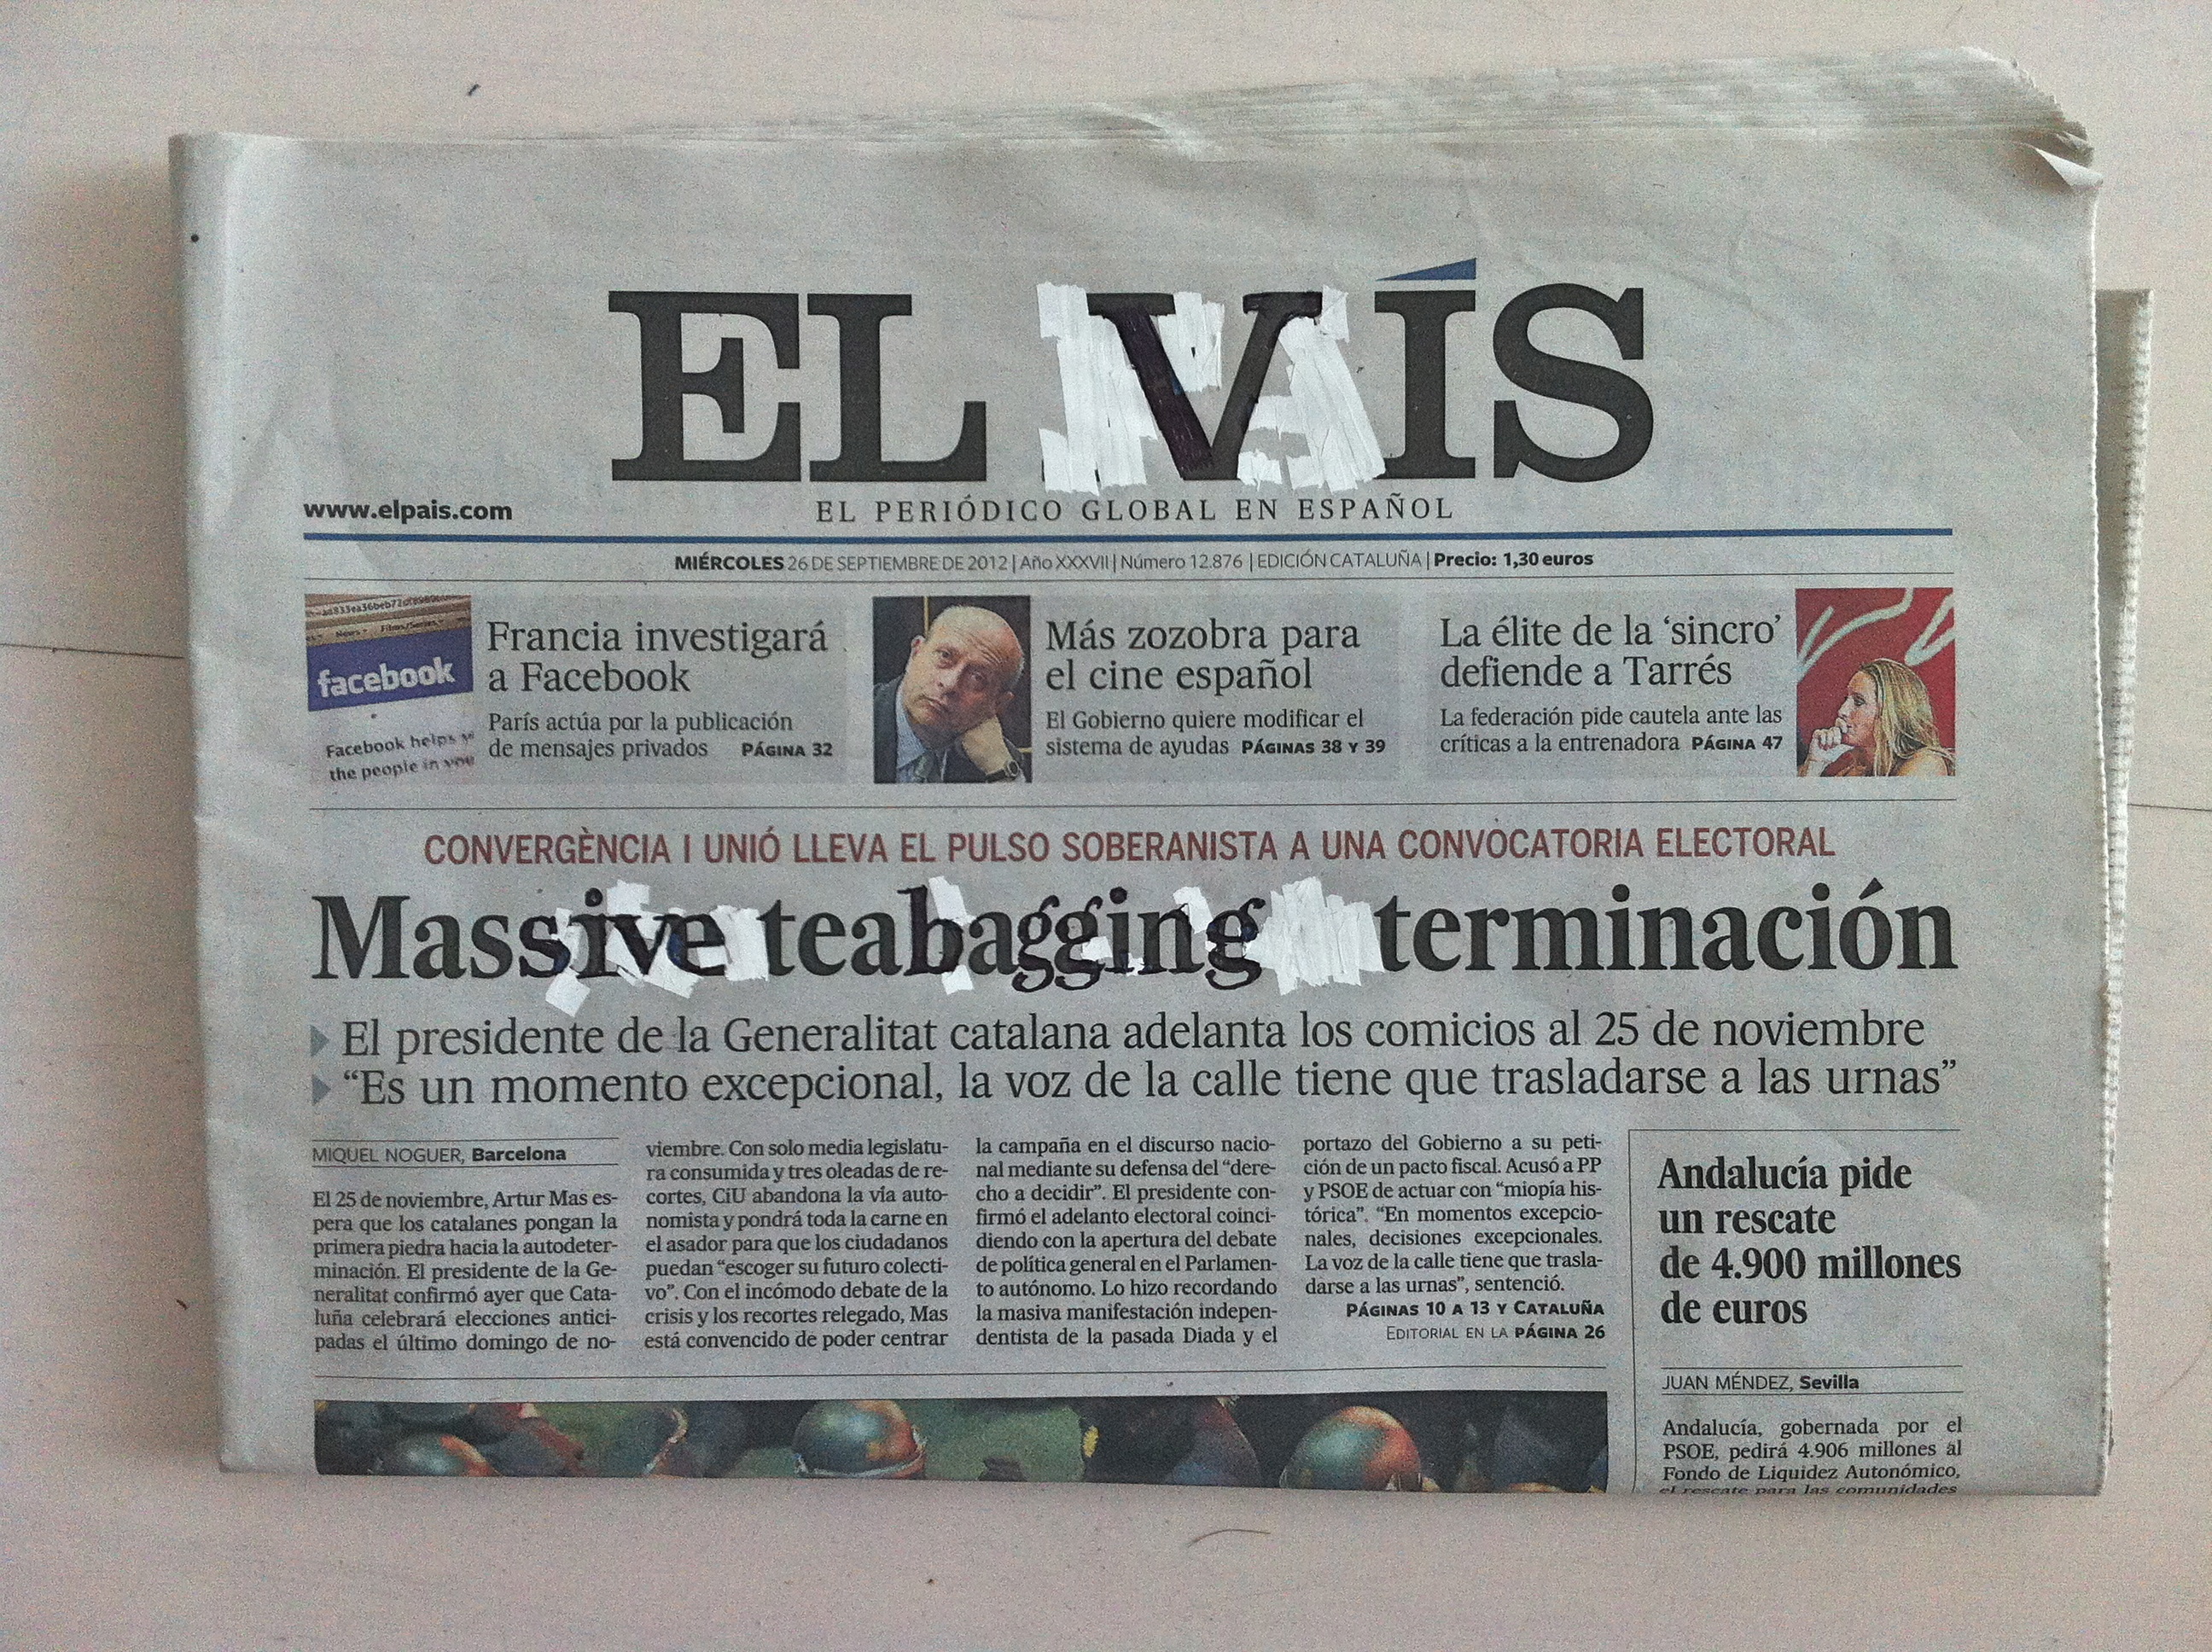 EL VÍS
www.elpais.com
EL PERIÓDICO GLOBAL EN ESPAÑOL
MIÉRCOLES 26 DE SEPTIEMBRE DE 2012 | Año XXXVII | Número 12.876 | EDICIÓN CATALUÑA | Precio: 1,30 euros
News Films/Series
facebook
Facebook helps
the people in you
Francia investigará
a Facebook
París actúa por la publicación
de mensajes privados PÁGINA 32
Más zozobra para
el cine español
El Gobierno quiere modificar el
sistema de ayudas PÁGINAS 38 Y 39
La élite de la ‘sincro’
defiende a Tarrés
La federación pide cautela ante las
críticas a la entrenadora PÁGINA 47
CONVERGÈNCIA I UNIÓ LLEVA EL PULSO SOBERANISTA A UNA CONVOCATORIA ELECTORAL
Massive teabagging terminación
El presidente de la Generalitat catalana adelanta los comicios al 25 de noviembre
“Es un momento excepcional, la voz de la calle tiene que trasladarse a las urnas”
MIQUEL NOGUER, Barcelona
El 25 de noviembre, Artur Mas es-
pera que los catalanes pongan la
primera piedra hacia la autodeter-
minación. El presidente de la Ge-
neralitat confirmó ayer que Cata-
luña celebrará elecciones antici-
padas el último domingo de no-
viembre. Con solo media legislatu-
ra consumida y tres oleadas de re-
cortes, CiU abandona la vía auto-
nomista y pondrá toda la carne en
el asador para que los ciudadanos
puedan “escoger su futuro colecti-
vo”. Con el incómodo debate de la
crisis y los recortes relegado, Mas
está convencido de poder centrar
la campaña en el discurso nacio-
nal mediante su defensa del “dere-
cho a decidir”. El presidente con-
firmó el adelanto electoral coinci-
diendo con la apertura del debate
de política general en el Parlamen-
to autónomo. Lo hizo recordando
la masiva manifestación indepen-
dentista de la pasada Diada y el
portazo del Gobierno a su peti-
ción de un pacto fiscal. Acusó a PP
y PSOE de actuar con “miopía his-
tórica”. “En momentos excepcio-
nales, decisiones excepcionales.
La voz de la calle tiene que trasla-
darse a las urnas”, sentenció.
PÁGINAS 10 A 13 Y CATALUÑA
EDITORIAL EN LA PÁGINA 26
Andalucía pide
un rescate
de 4.900 millones
de euros
JUAN MÉNDEZ, Sevilla
Andalucía, gobernada por el
PSOE, pedirá 4.906 millones al
Fondo de Liquidez Autonómico,
el rescate para las comunidades